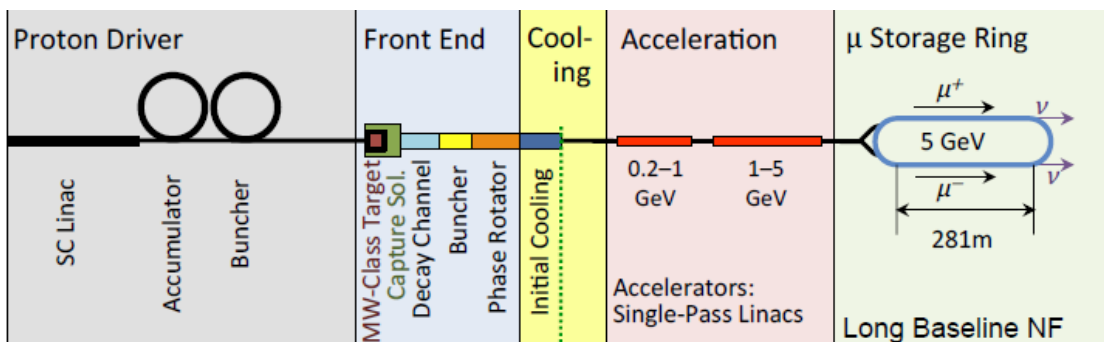 Proton Driver
SC Linac
Accumulator
Buncher
Front End
MW-Class Target
Capture Sol.
Decay Channel
Buncher
Phase Rotator
Cool-
ing
Initial Cooling
Acceleration
0.2–1
GeV
1–5
GeV
Accelerators:
Single-Pass Linacs
μ Storage Ring
μ⁺
ν
5 GeV
μ⁻
ν
281m
Long Baseline NF